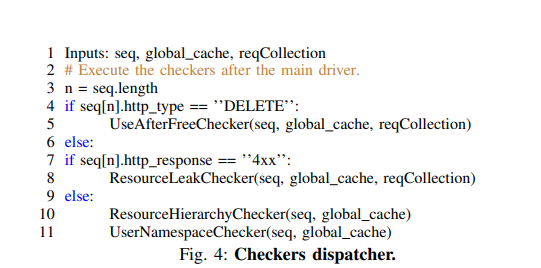 1 Inputs: seq, global_cache, reqCollection
2 # Execute the checkers after the main driver.
3 n = seq.length
4 if seq[n].http_type == ’’DELETE’’:
5 UseAfterFreeChecker(seq, global_cache, reqCollection)
6 else:
7 if seq[n].http_response == ’’4xx’’:
8 ResourceLeakChecker(seq, global_cache, reqCollection)
9 else:
10 ResourceHierarchyChecker(seq, global_cache)
11 UserNamespaceChecker(seq, global_cache)
Fig. 4: Checkers dispatcher.